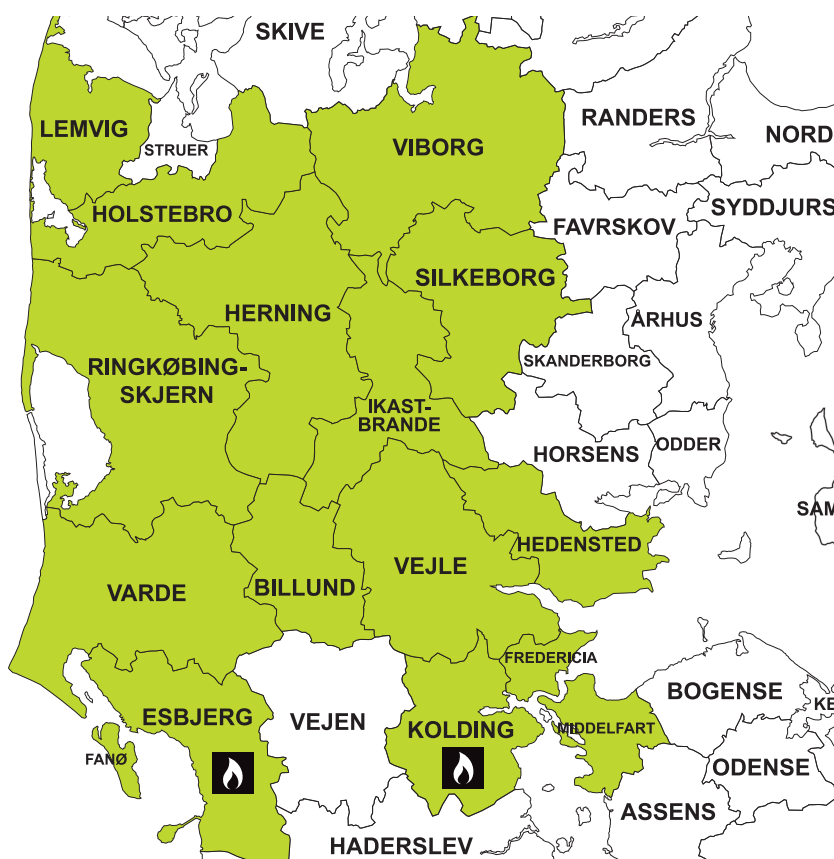 SKIVE
RANDERS
LEMVIG
NORD
VIBORG
STRUER
SYDDJURS
HOLSTEBRO
FAVRSKOV
SILKEBORG
HERNING
ÅRHUS
SKANDERBORG
RINGKØBING-
SKJERN
IKAST-
BRANDE
ODDER
HORSENS
SAM
HEDENSTED
VEJLE
BILLUND
VARDE
FREDERICIA
BOGENSE
KE
ESBJERG
VEJEN
KOLDING
MIDDELFART
FANØ
ODENSE
ASSENS
HADERSLEV